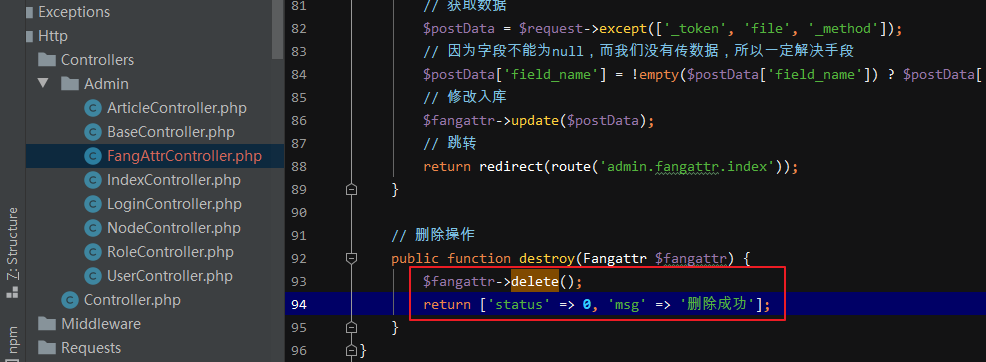 Exceptions
Http
Controllers
Admin
ArticleController.php
BaseController.php
FangAttrController.php
IndexController.php
LoginController.php
NodeController.php
RoleController.php
UserController.php
Controller.php
Middleware
Requests
Z: Structure
npm
81 // 获取数据
82 $postData = $request->except(['_token', 'file', '_method']);
83 // 因为字段不能为null，而我们没有传数据，所以一定解决手段
84 $postData['field_name'] = !empty($postData['field_name']) ? $postData[
85 // 修改入库
86 $fangattr->update($postData);
87 // 跳转
88 return redirect(route('admin.fangattr.index'));
89 }
90
91 // 删除操作
92 public function destroy(Fangattr $fangattr) {
93 $fangattr->delete();
94 return ['status' => 0, 'msg' => '删除成功'];
95 }
96 }